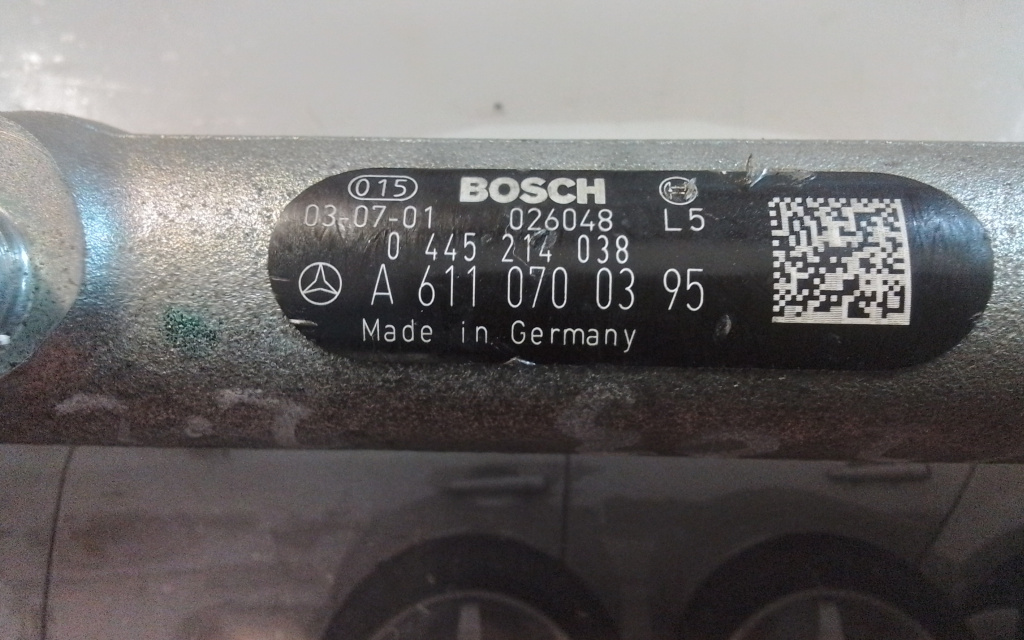 015 BOSCH
03-07-01 026048 L5
0 445 214 038
A 611 070 03 95
Made in Germany